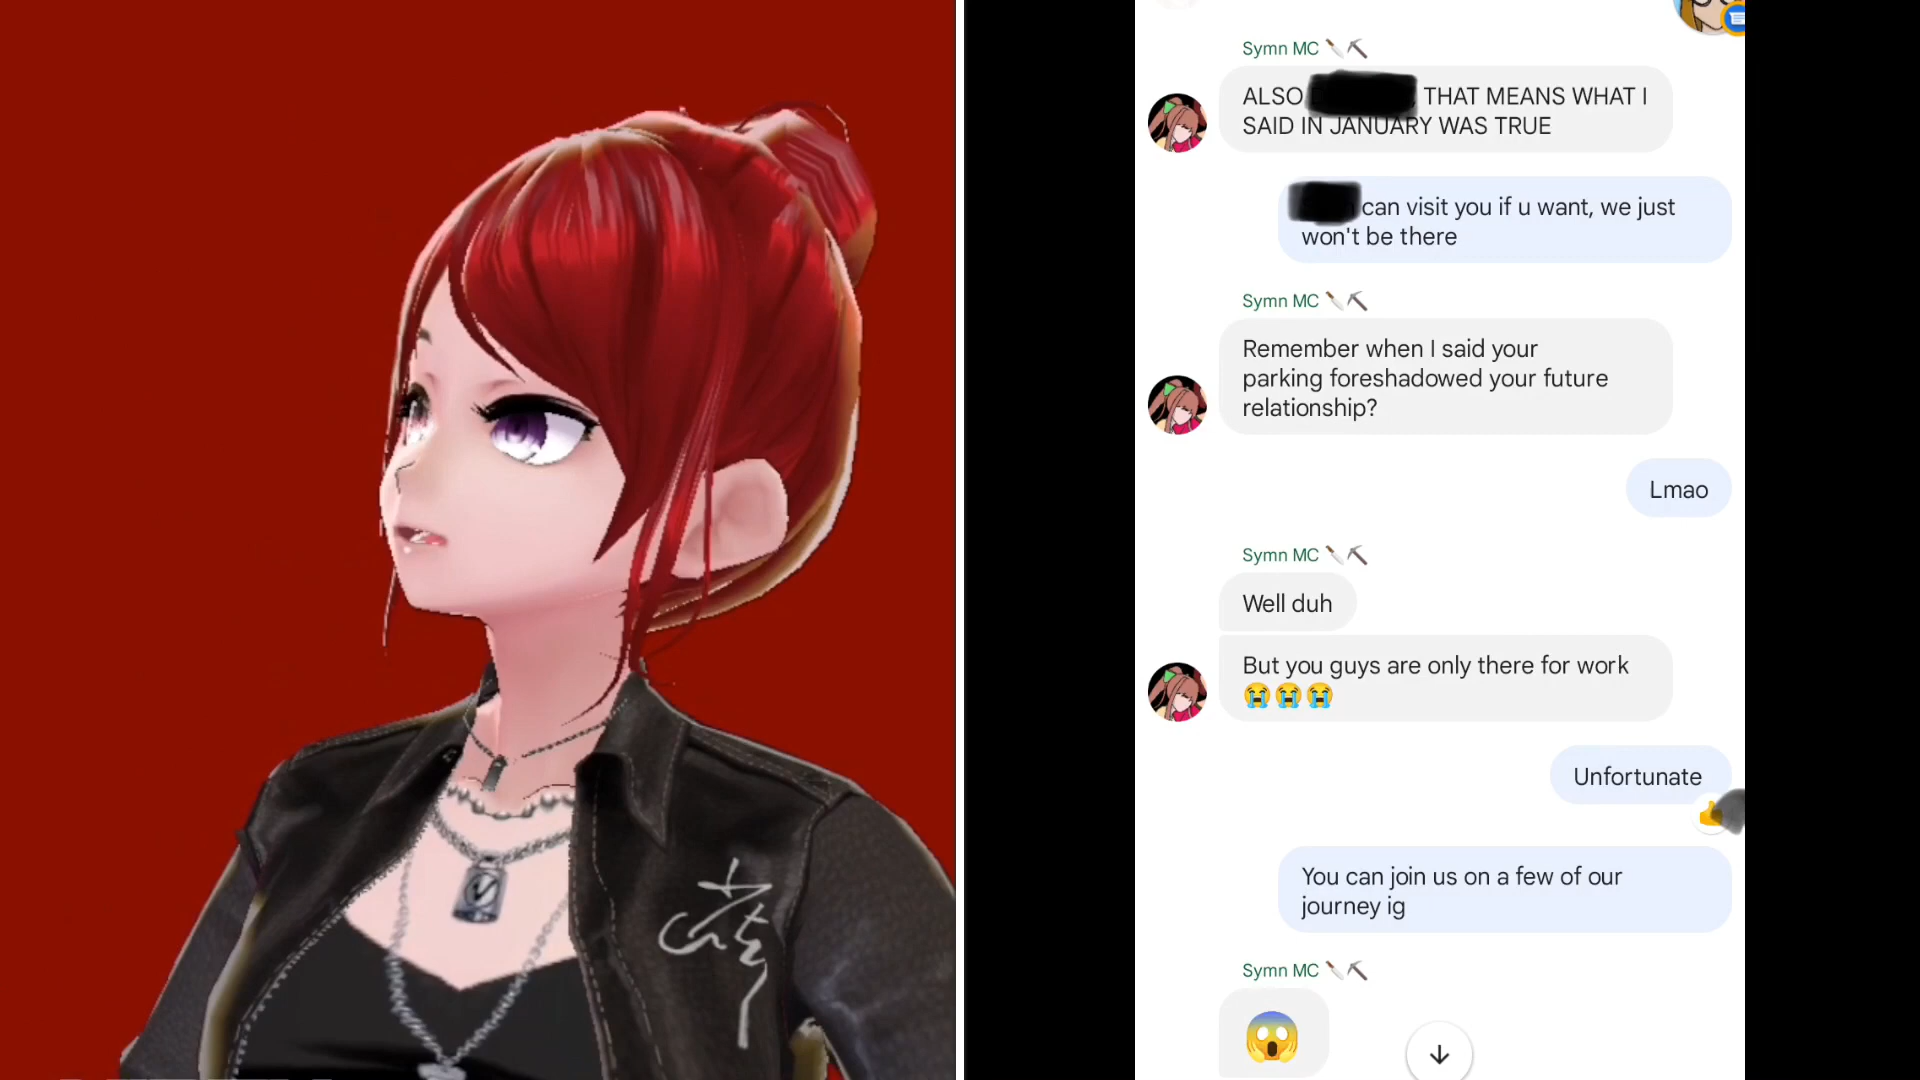 Symn MC 🔪⛏️
ALSO THAT MEANS WHAT I
SAID IN JANUARY WAS TRUE
can visit you if u want, we just
won't be there
Symn MC 🔪⛏️
Remember when I said your
parking foreshadowed your future
relationship?
Lmao
Symn MC 🔪⛏️
Well duh
But you guys are only there for work
😭😭😭
Unfortunate
🤙
You can join us on a few of our
journey ig
Symn MC 🔪⛏️
😱